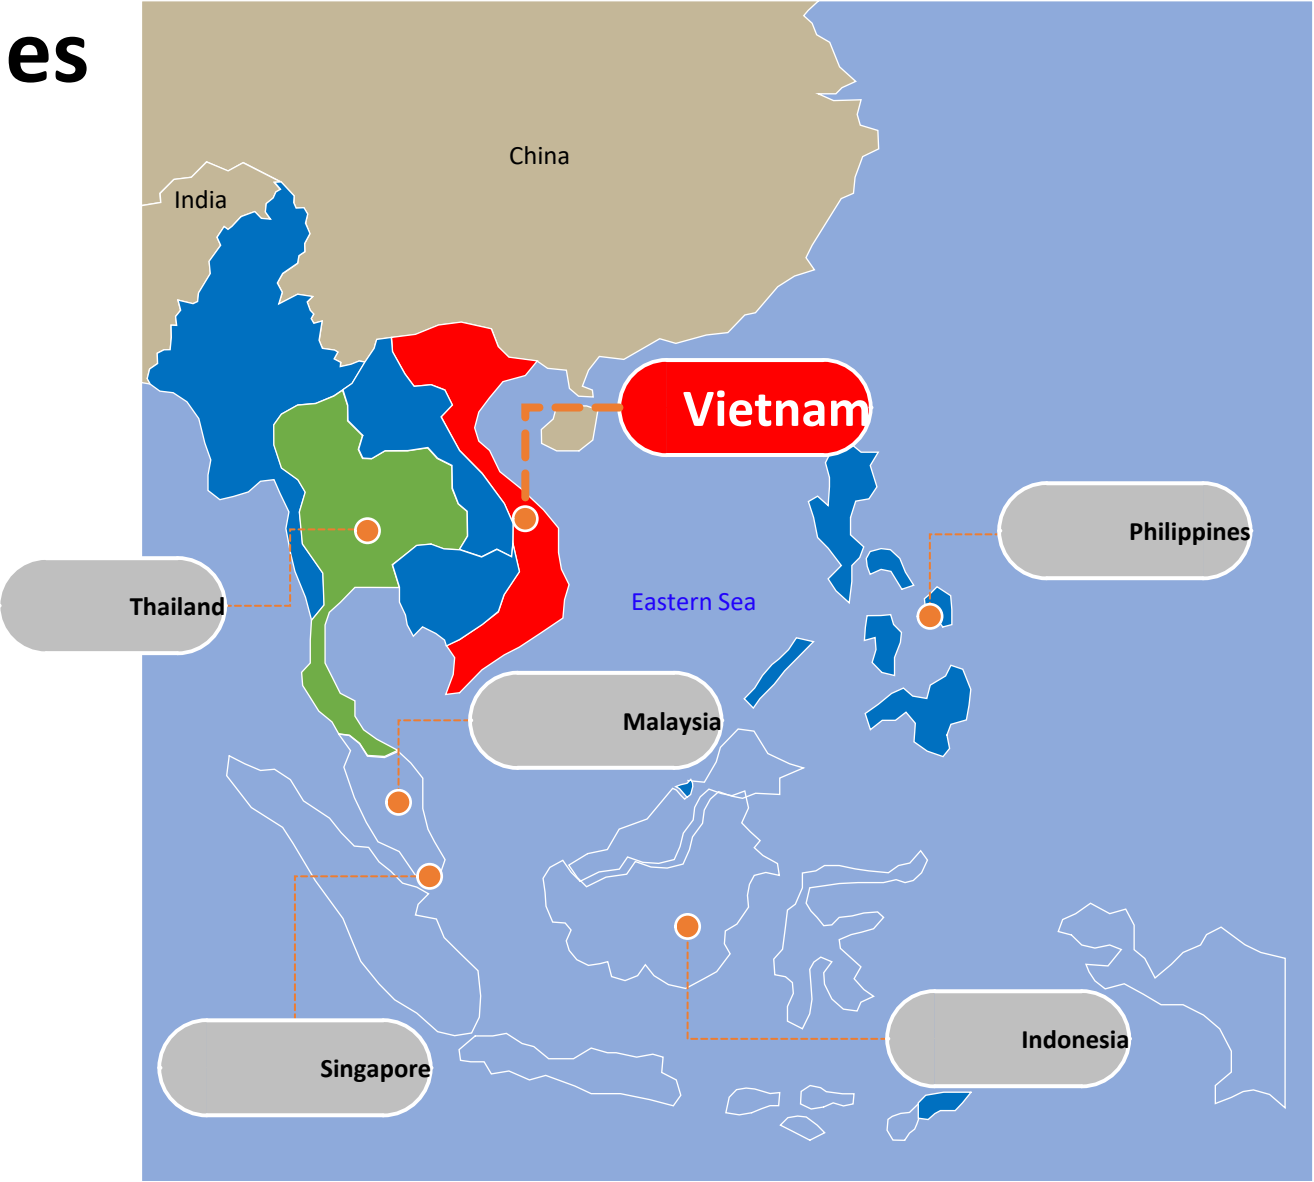 es
China
India
Vietnam
Philippines
Thailand
Eastern Sea
Malaysia
Indonesia
Singapore